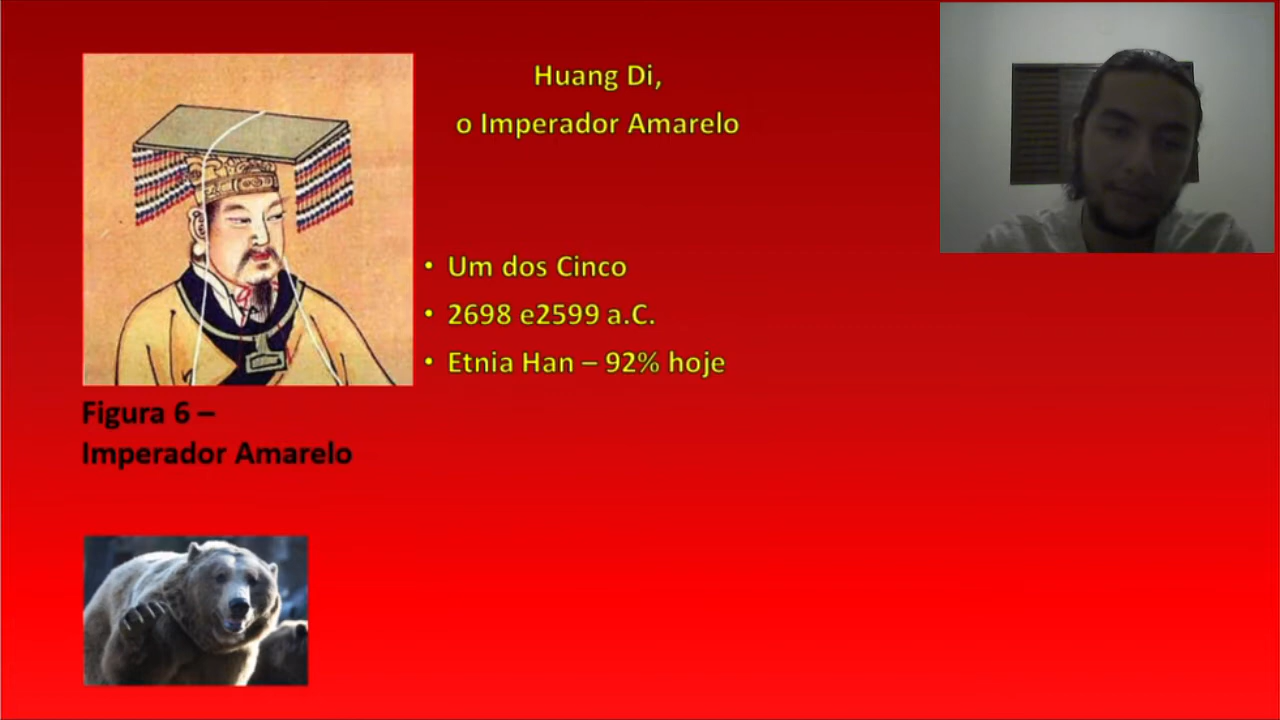 Huang Di,
o Imperador Amarelo
• Um dos Cinco
• 2698 e2599 a.C.
• Etnia Han – 92% hoje
Figura 6 –
Imperador Amarelo